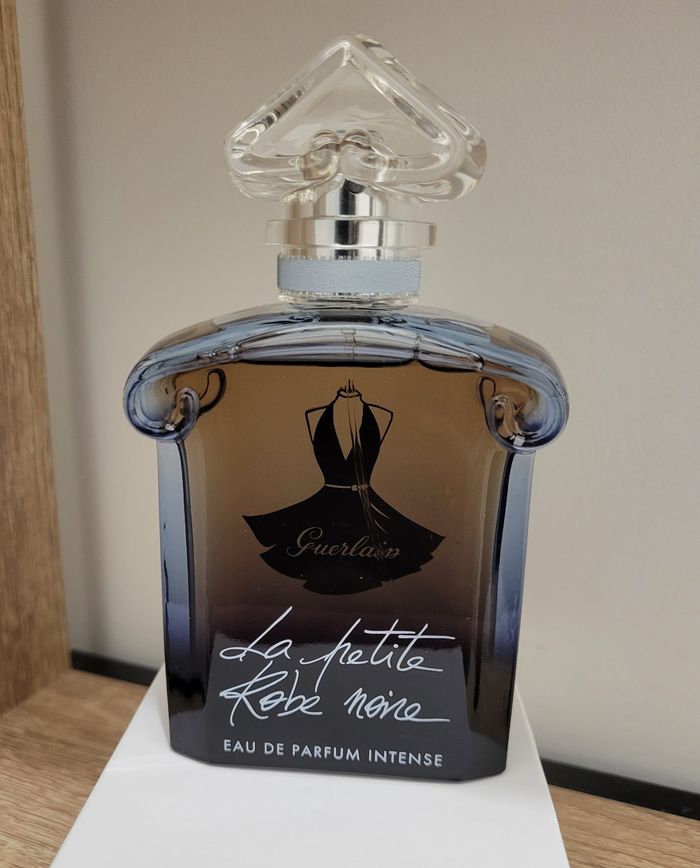 Guerlain
La petite
Robe noire
EAU DE PARFUM INTENSE